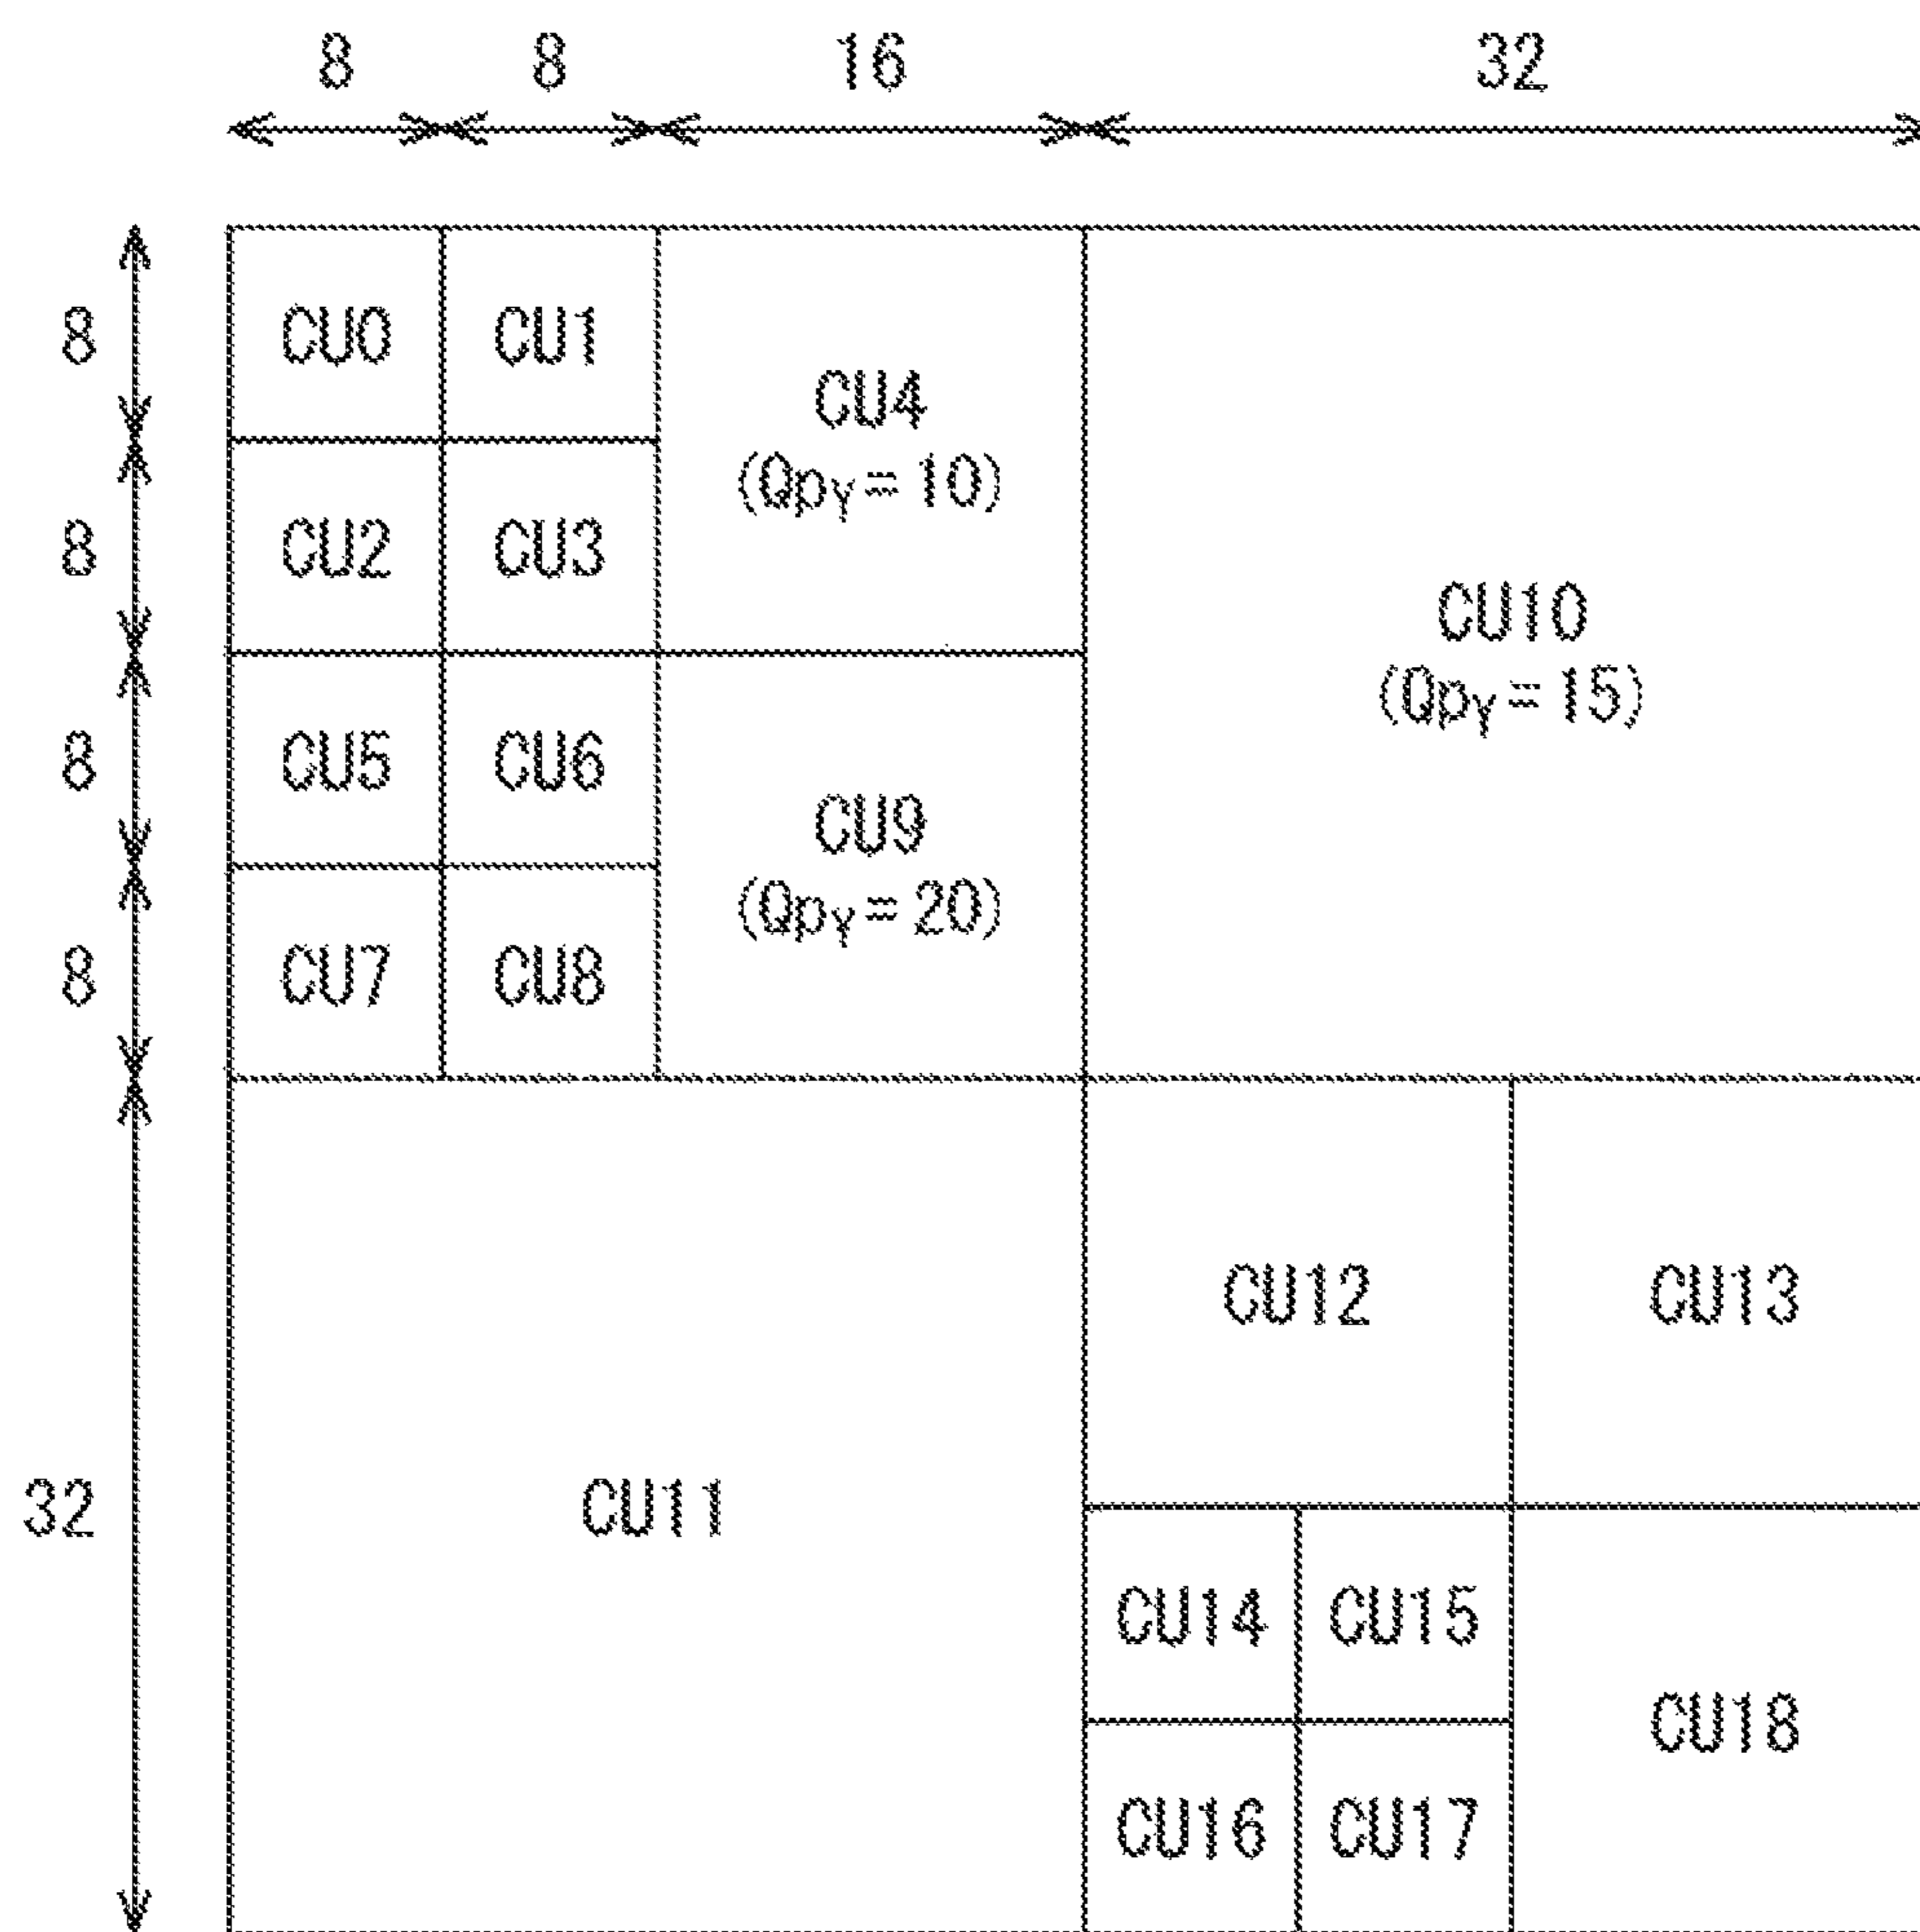 8 8 16 32
8
8
8
8
32
CU0 CU1
CU4
(QpY=10)
CU2 CU3
CU10
(QpY=15)
CU5 CU6
CU9
(QpY=20)
CU7 CU8
CU12 CU13
CU11
CU14 CU15
CU18
CU16 CU17